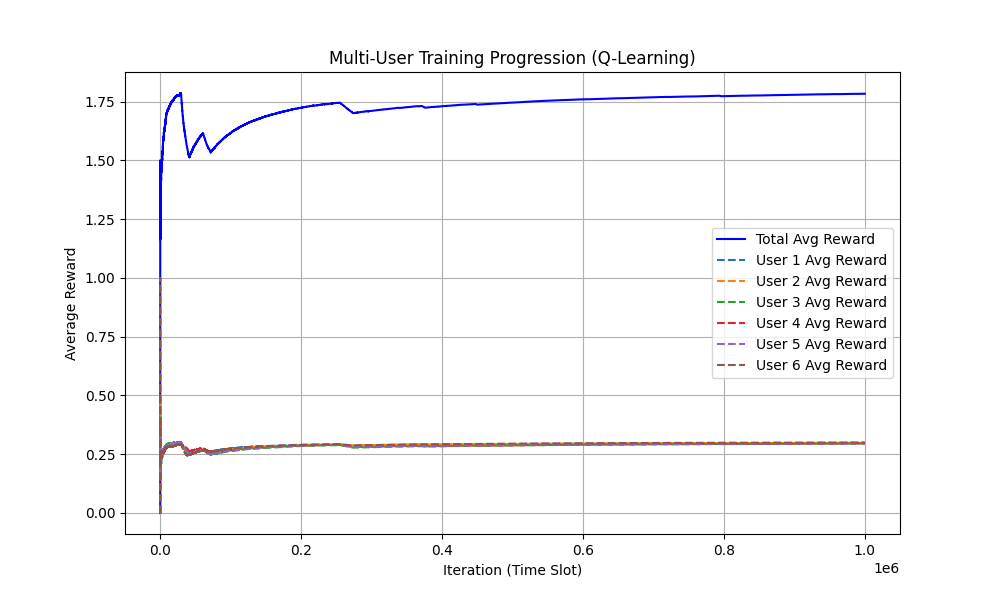 Multi-User Training Progression (Q-Learning)
Average Reward
1.75
1.50
1.25
1.00
0.75
0.50
0.25
0.00
Total Avg Reward
User 1 Avg Reward
User 2 Avg Reward
User 3 Avg Reward
User 4 Avg Reward
User 5 Avg Reward
User 6 Avg Reward
0.0 0.2 0.4 0.6 0.8 1.0
1e6
Iteration (Time Slot)